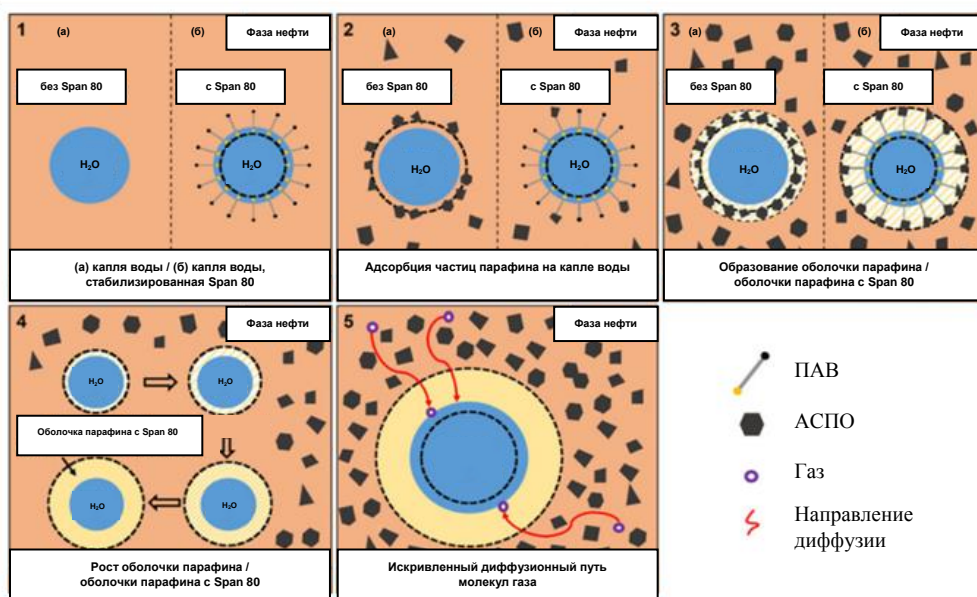 1
(а)
(б)
Фаза нефти
без Span 80
с Span 80
H₂O
H₂O
(а) капля воды / (б) капля воды,
стабилизированная Span 80
2
(а)
(б)
Фаза нефти
без Span 80
с Span 80
H₂O
H₂O
Адсорбция частиц парафина на капле воды
3
(а)
(б)
Фаза нефти
без Span 80
с Span 80
H₂O
H₂O
Образование оболочки парафина /
оболочки парафина с Span 80
4
Фаза нефти
H₂O
H₂O
Оболочка парафина с Span 80
H₂O
H₂O
Рост оболочки парафина /
оболочки парафина с Span 80
5
Фаза нефти
Искривленный диффузионный путь
молекул газа
ПАВ
АСПО
Газ
Направление
диффузии